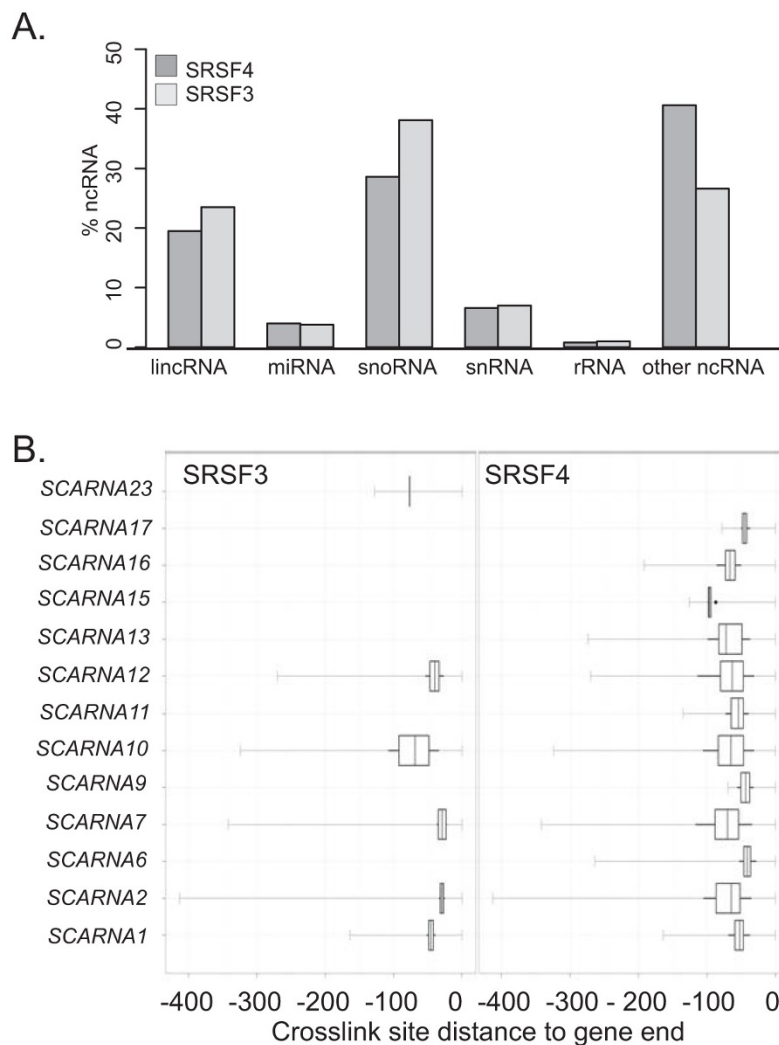 A.
50
40
30
20
10
0
% ncRNA
SRSF4
SRSF3
lincRNA miRNA snoRNA snRNA rRNA other ncRNA
B.
SRSF3 SRSF4
SCARNA23
SCARNA17
SCARNA16
SCARNA15
SCARNA13
SCARNA12
SCARNA11
SCARNA10
SCARNA9
SCARNA7
SCARNA6
SCARNA2
SCARNA1
-400 -300 -200 -100 0 -400 -300 -200 -100 0
Crosslink site distance to gene end